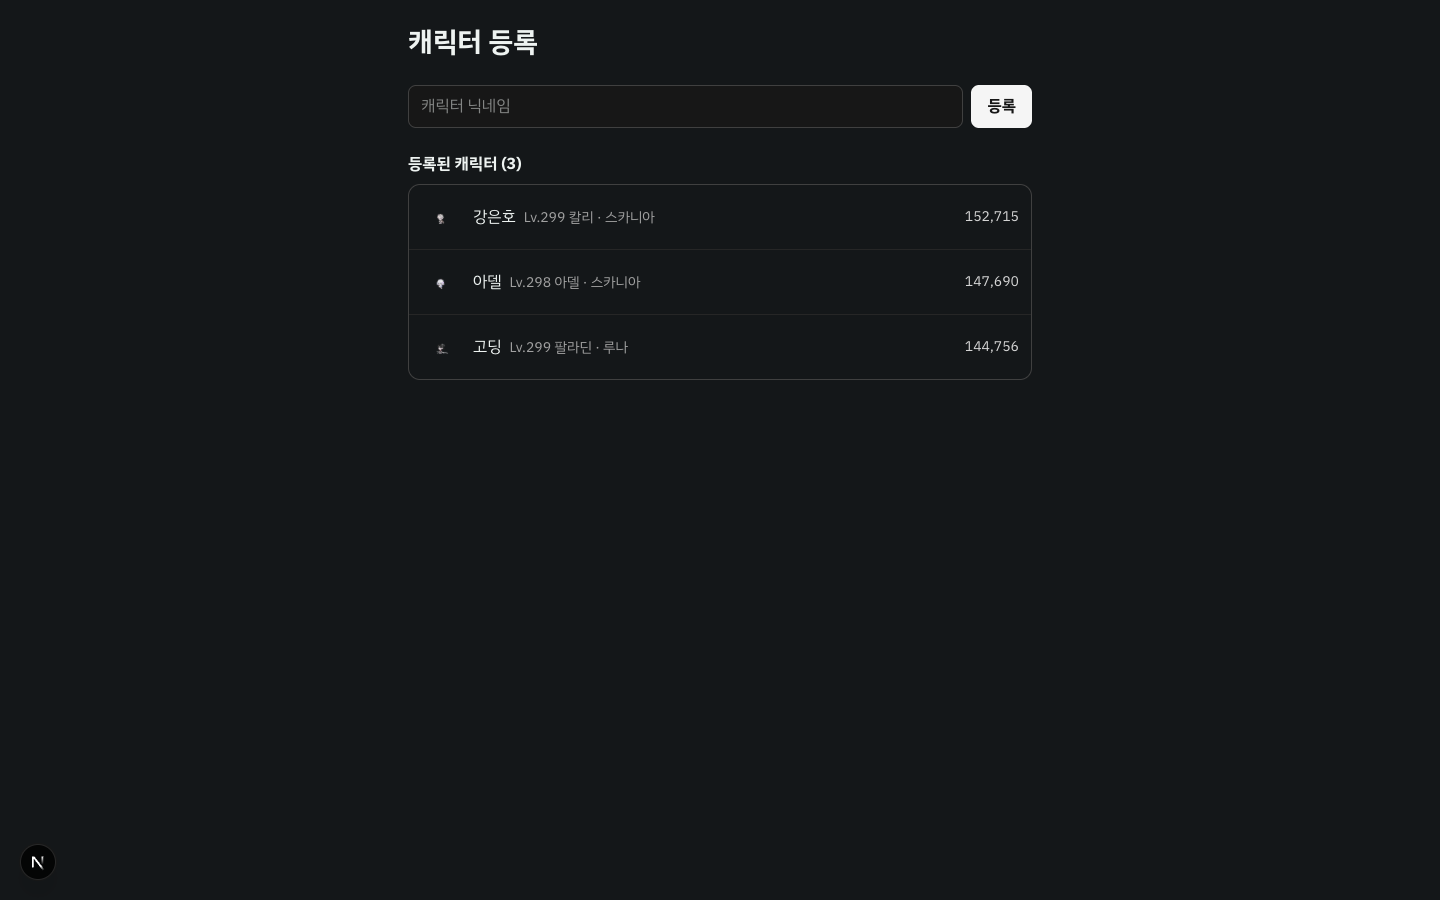 캐릭터 등록
캐릭터 닉네임 등록
등록된 캐릭터 (3)
강은호 Lv.299 칼리 · 스카니아 152,715
아델 Lv.298 아델 · 스카니아 147,690
고딩 Lv.299 팔라딘 · 루나 144,756
N